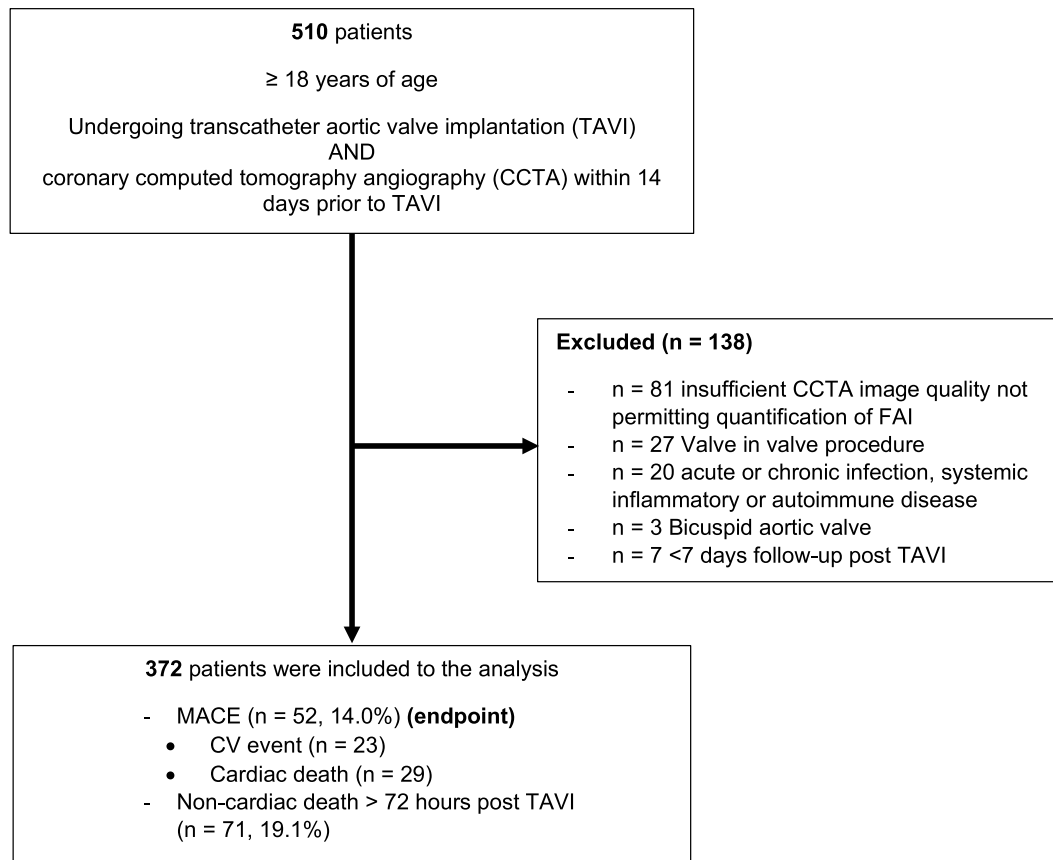 510 patients
≥ 18 years of age
Undergoing transcatheter aortic valve implantation (TAVI)
AND
coronary computed tomography angiography (CCTA) within 14
days prior to TAVI
Excluded (n = 138)
- n = 81 insufficient CCTA image quality not
permitting quantification of FAI
- n = 27 Valve in valve procedure
- n = 20 acute or chronic infection, systemic
inflammatory or autoimmune disease
- n = 3 Bicuspid aortic valve
- n = 7 <7 days follow-up post TAVI
372 patients were included to the analysis
- MACE (n = 52, 14.0%) (endpoint)
• CV event (n = 23)
• Cardiac death (n = 29)
- Non-cardiac death > 72 hours post TAVI
(n = 71, 19.1%)